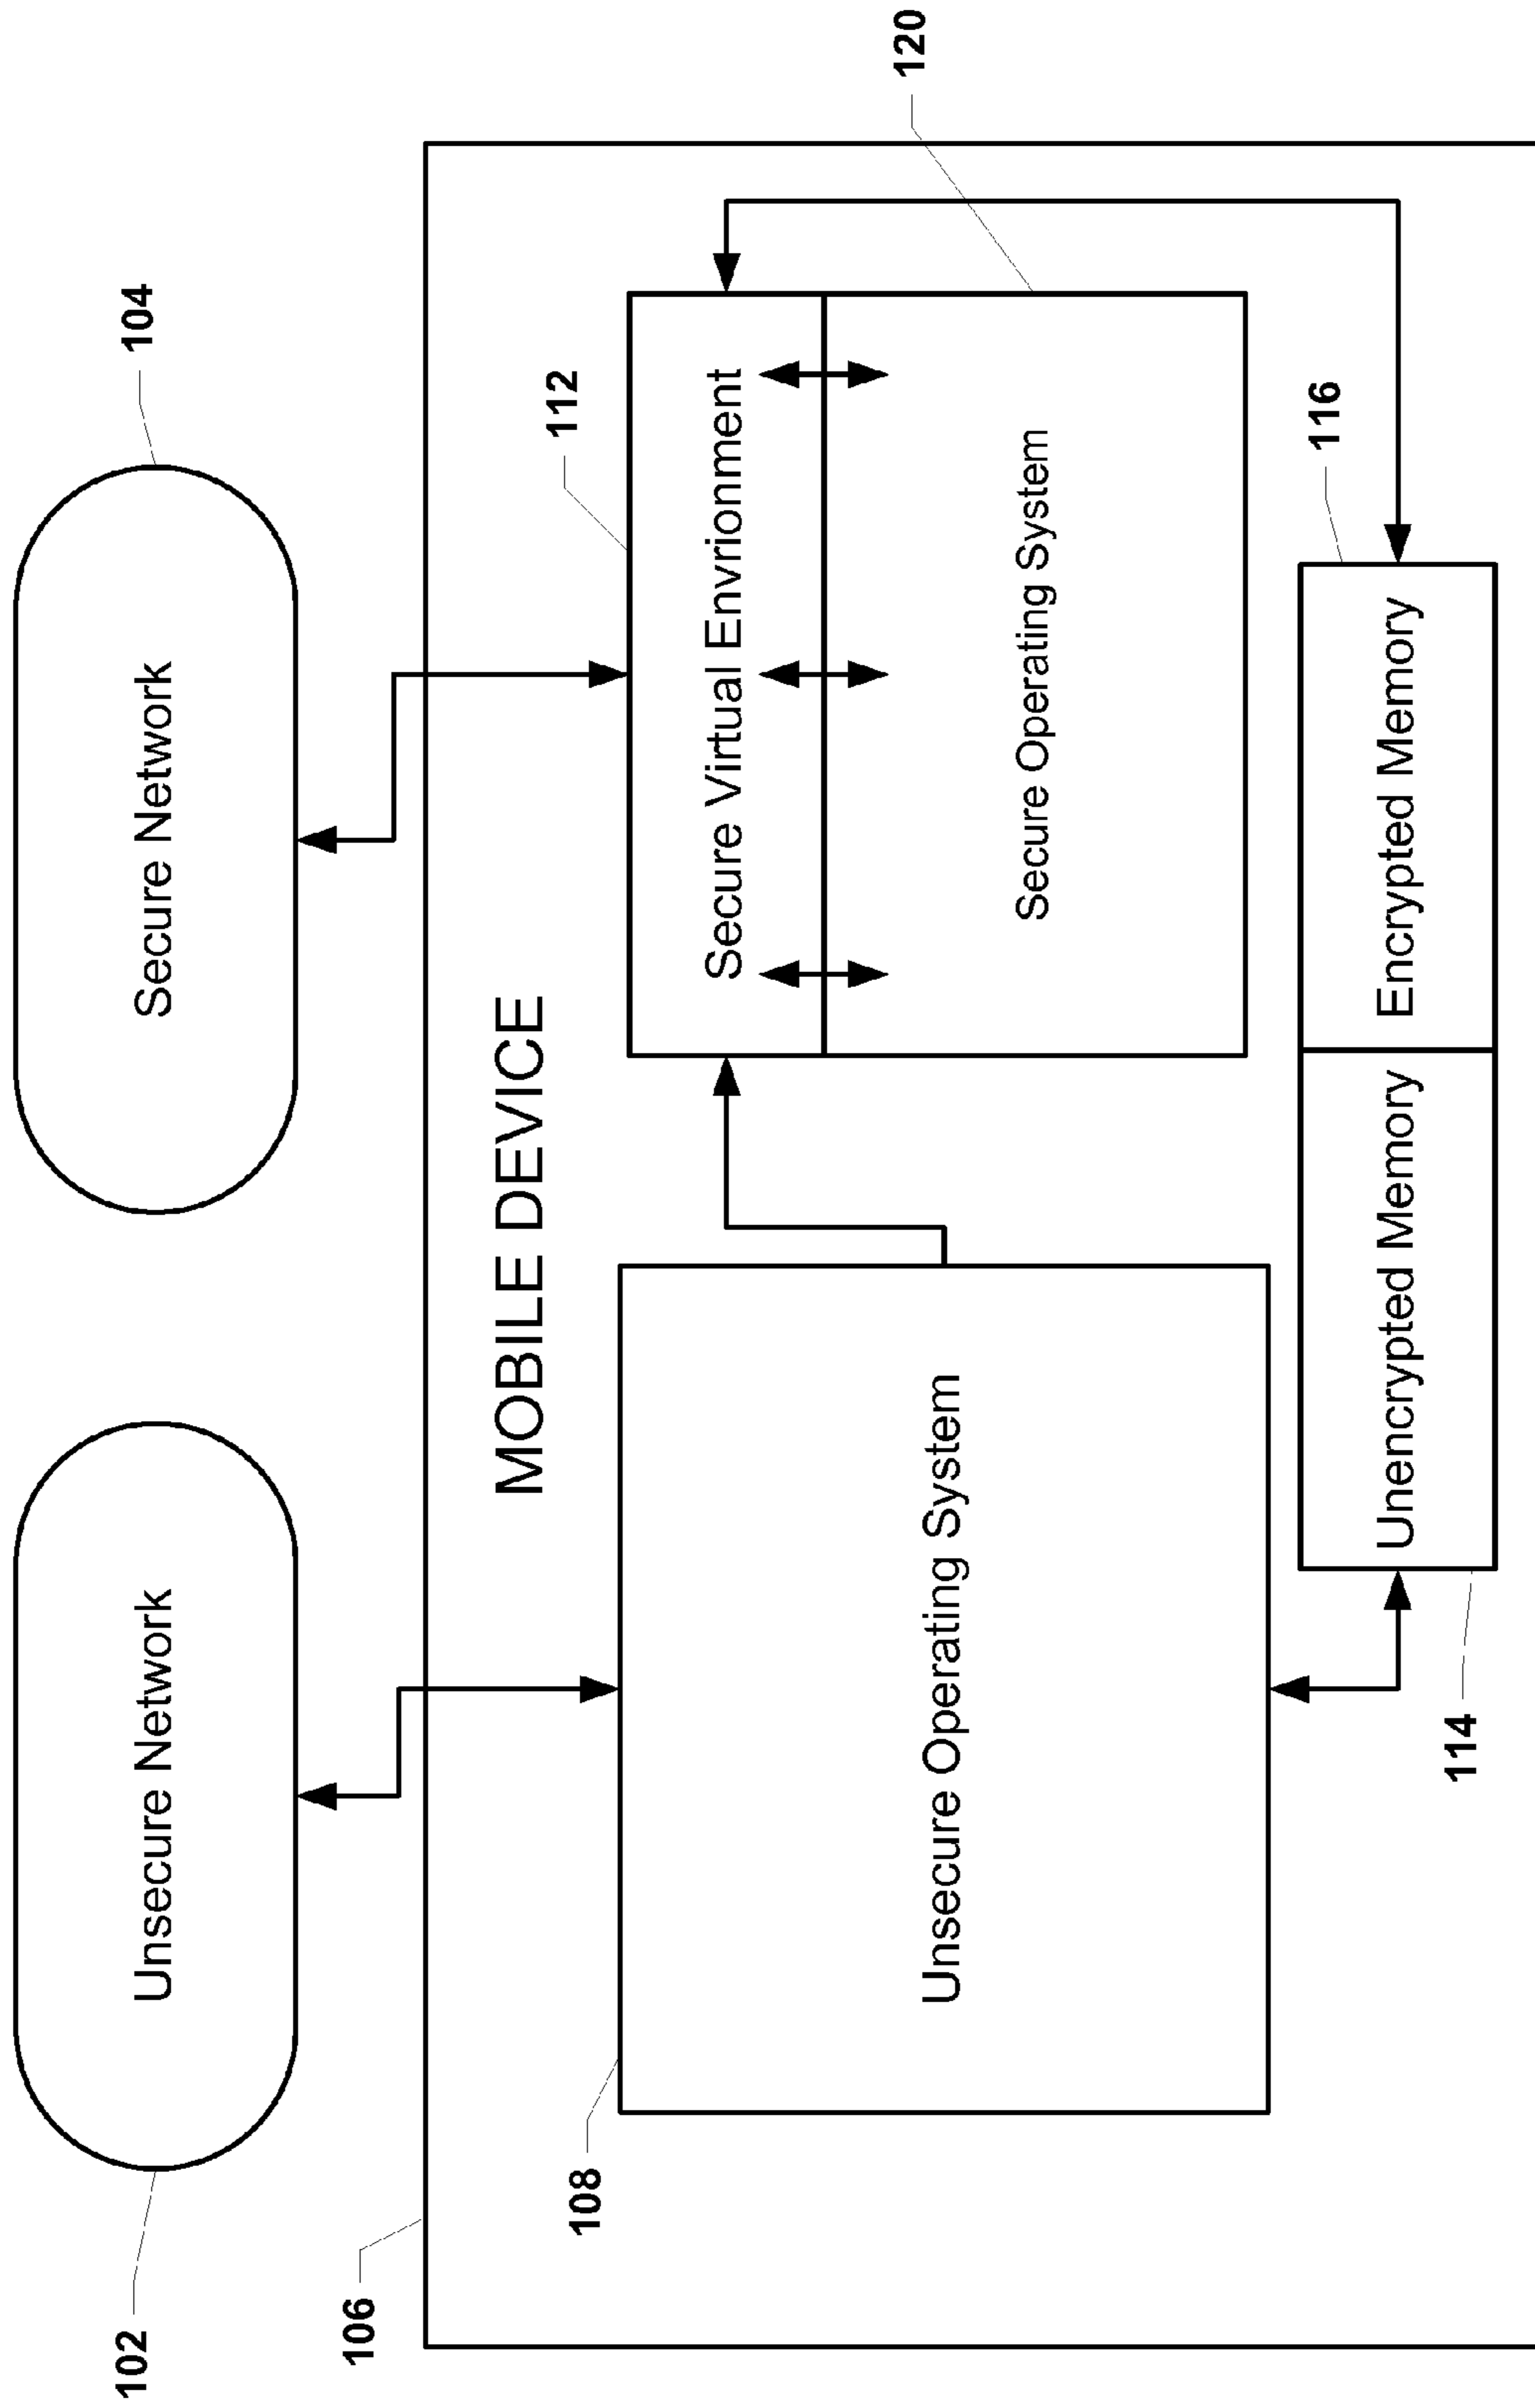 Unsecure Network
Secure Network
102
104
106
MOBILE DEVICE
108
112
Unsecure Operating System
Secure Virtual Envrionment
120
Secure Operating System
116
Unencrypted Memory
Encrypted Memory
114